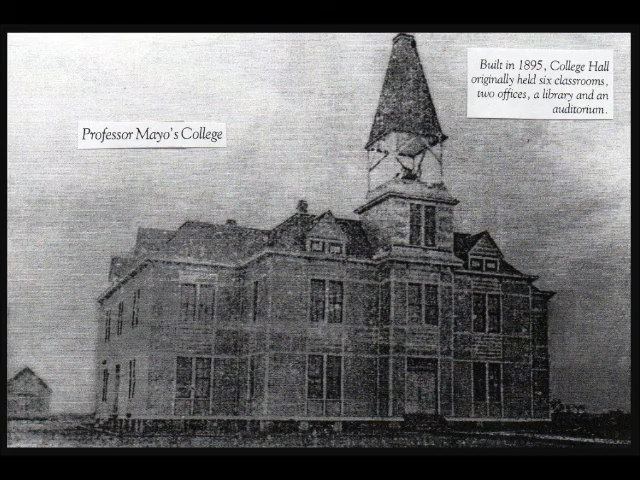 Professor Mayo's College
Built in 1895, College Hall
originally held six classrooms,
two offices, a library and an
auditorium.